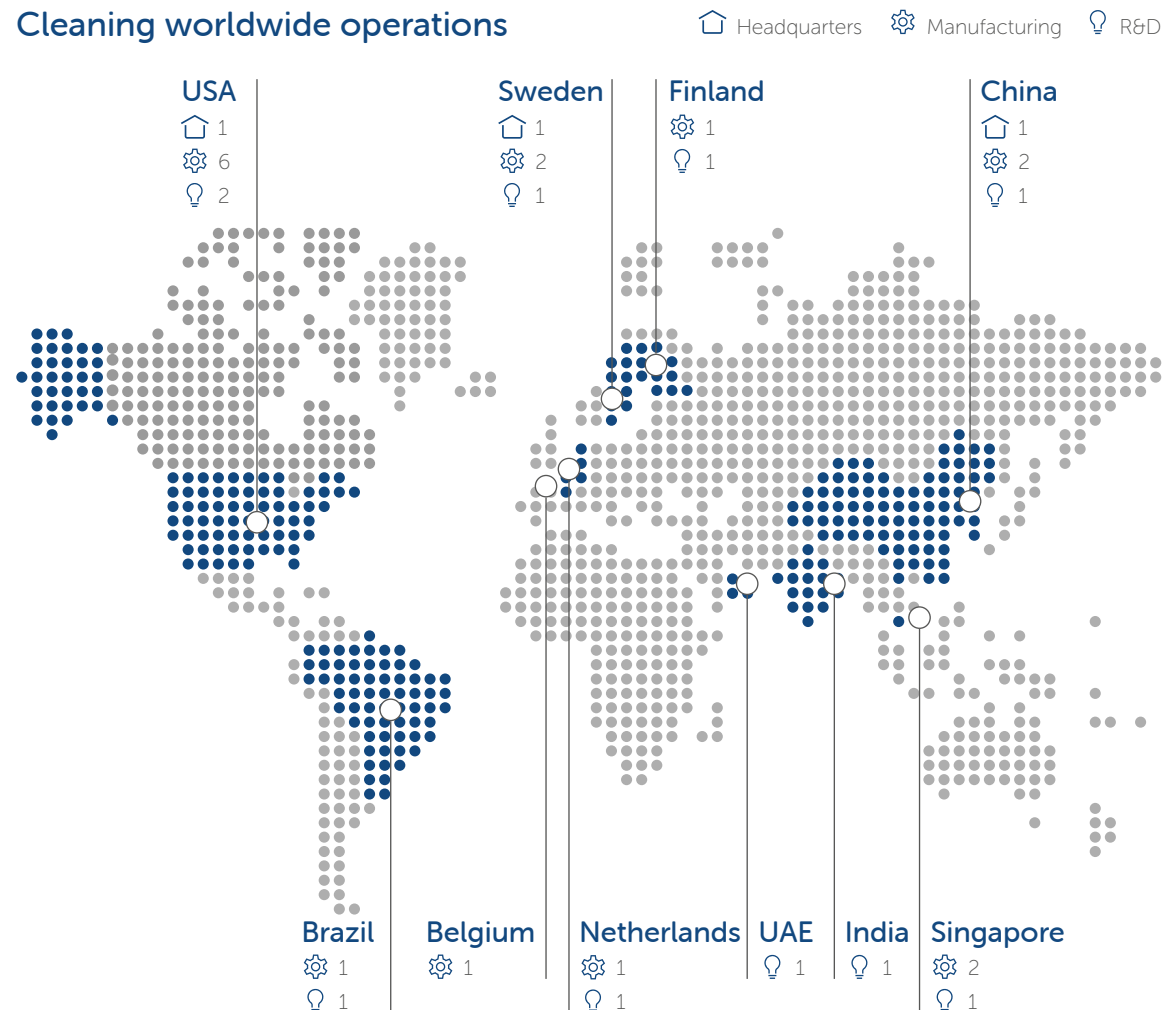 Cleaning worldwide operations
Headquarters Manufacturing R&D
USA
1
6
2
Sweden
1
2
1
Finland
1
1
China
1
2
1
Brazil
1
1
Belgium
1
Netherlands
1
1
UAE
1
India
1
Singapore
2
1